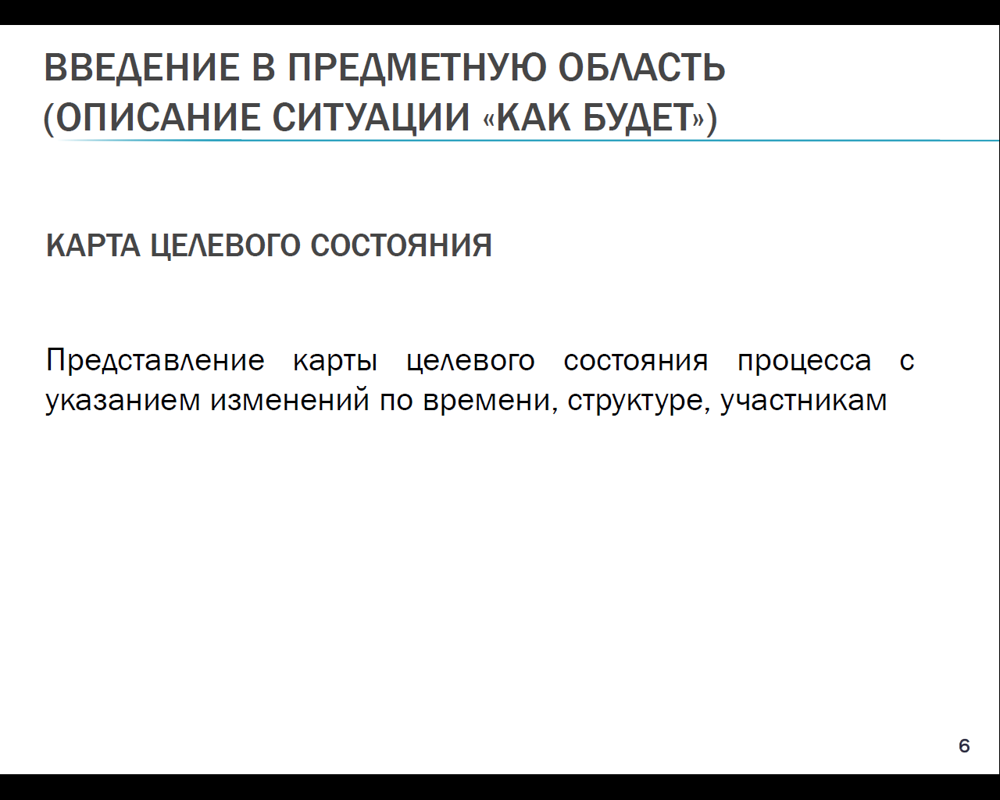 ВВЕДЕНИЕ В ПРЕДМЕТНУЮ ОБЛАСТЬ
(ОПИСАНИЕ СИТУАЦИИ «КАК БУДЕТ»)
КАРТА ЦЕЛЕВОГО СОСТОЯНИЯ
Представление карты целевого состояния процесса с
указанием изменений по времени, структуре, участникам
6